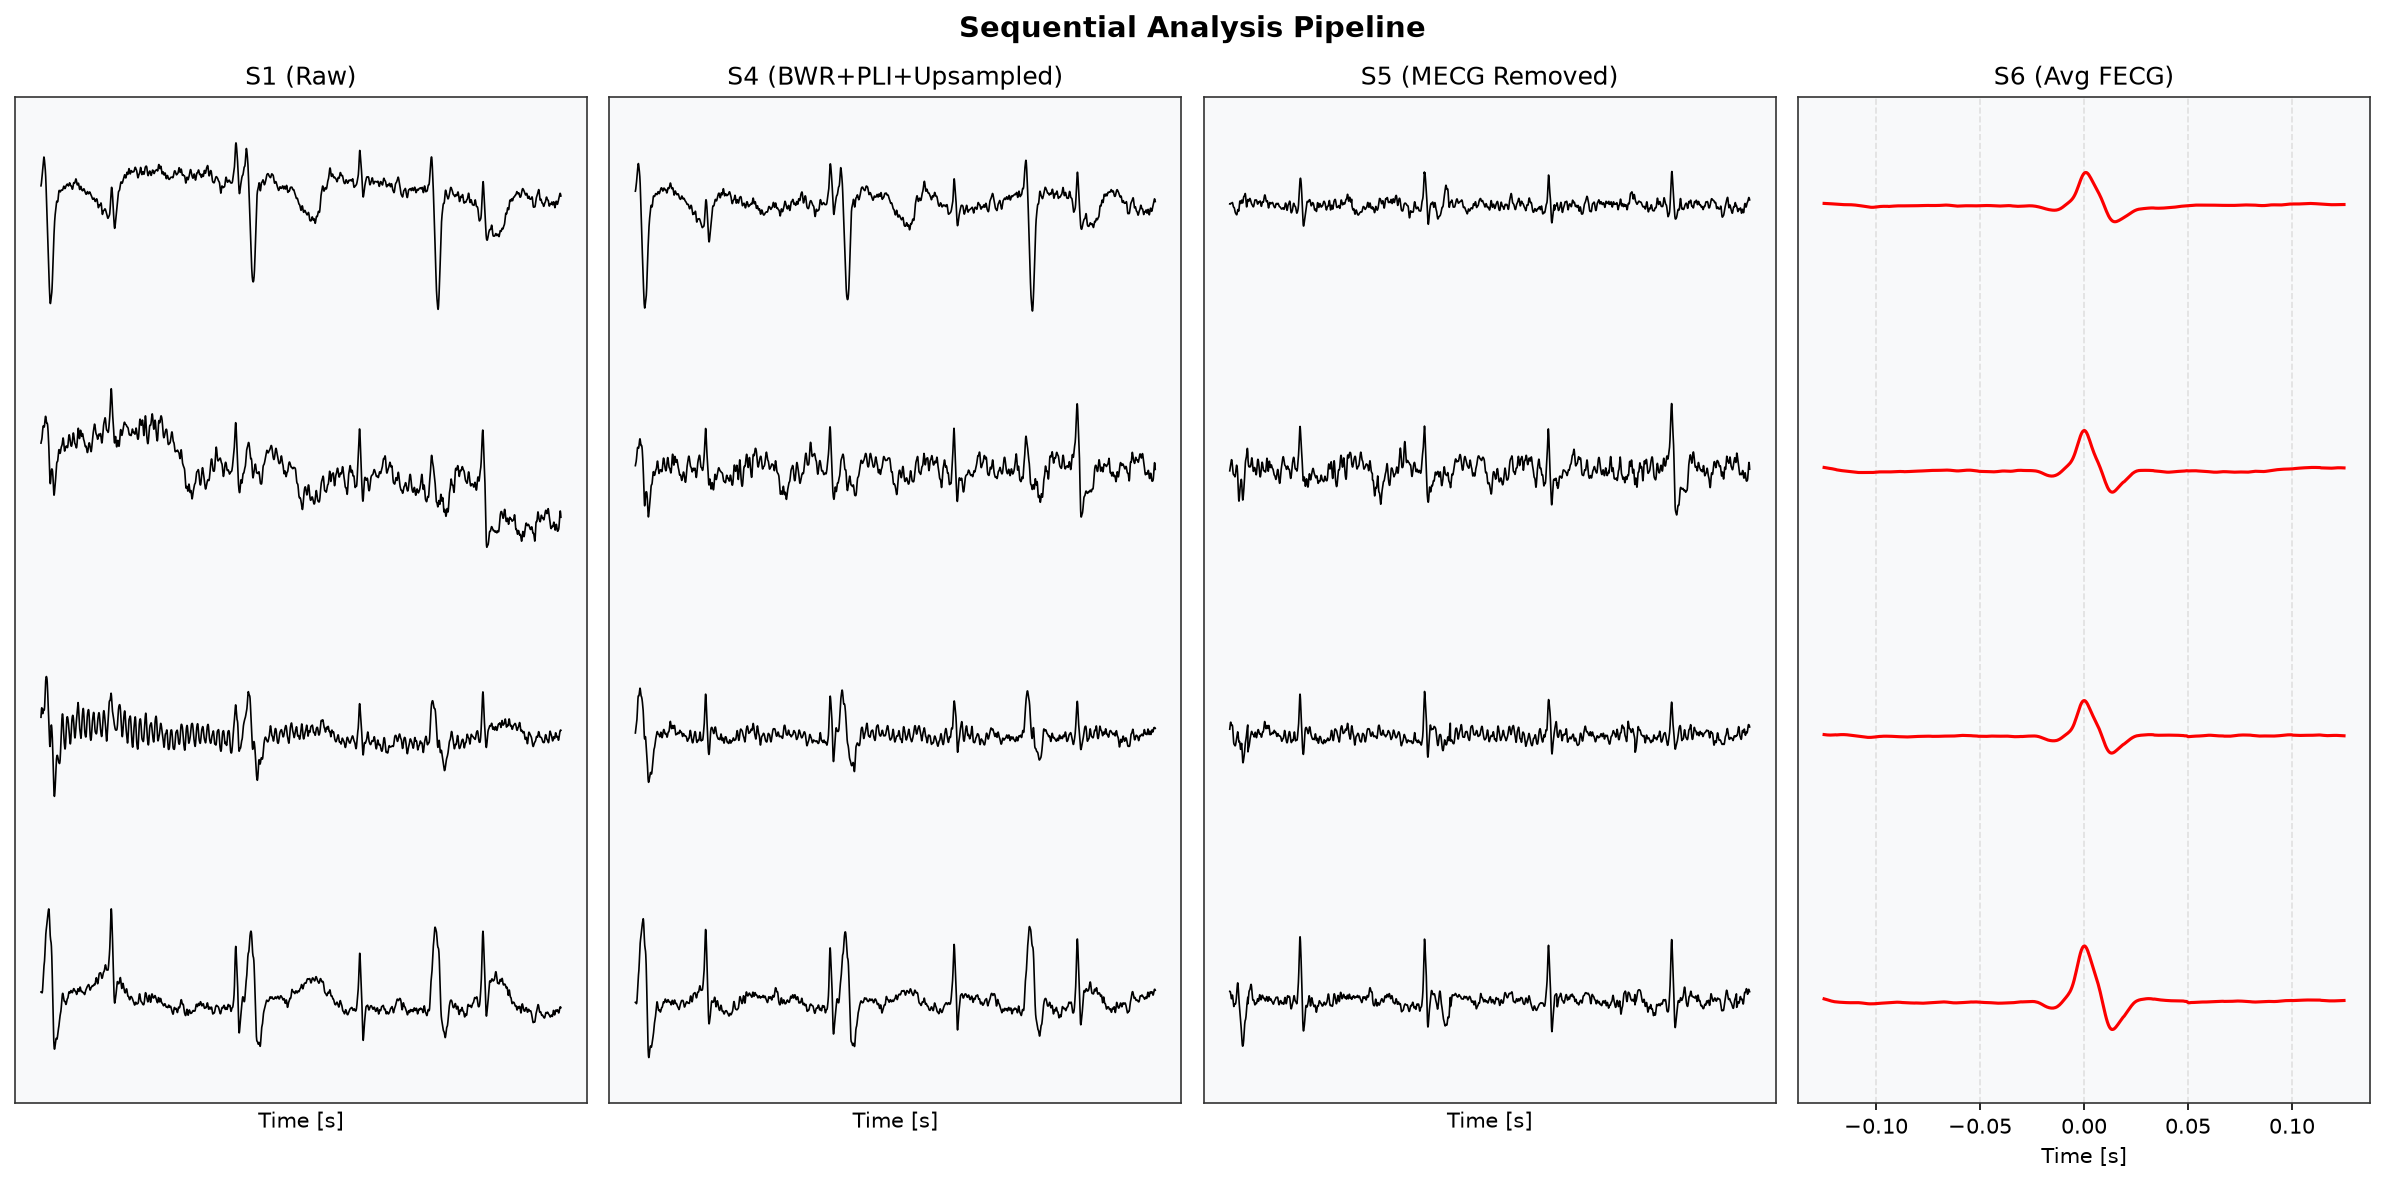 Sequential Analysis Pipeline
S1 (Raw)
S4 (BWR+PLI+Upsampled)
S5 (MECG Removed)
S6 (Avg FECG)
Time [s]
Time [s]
Time [s]
−0.10 −0.05 0.00 0.05 0.10
Time [s]